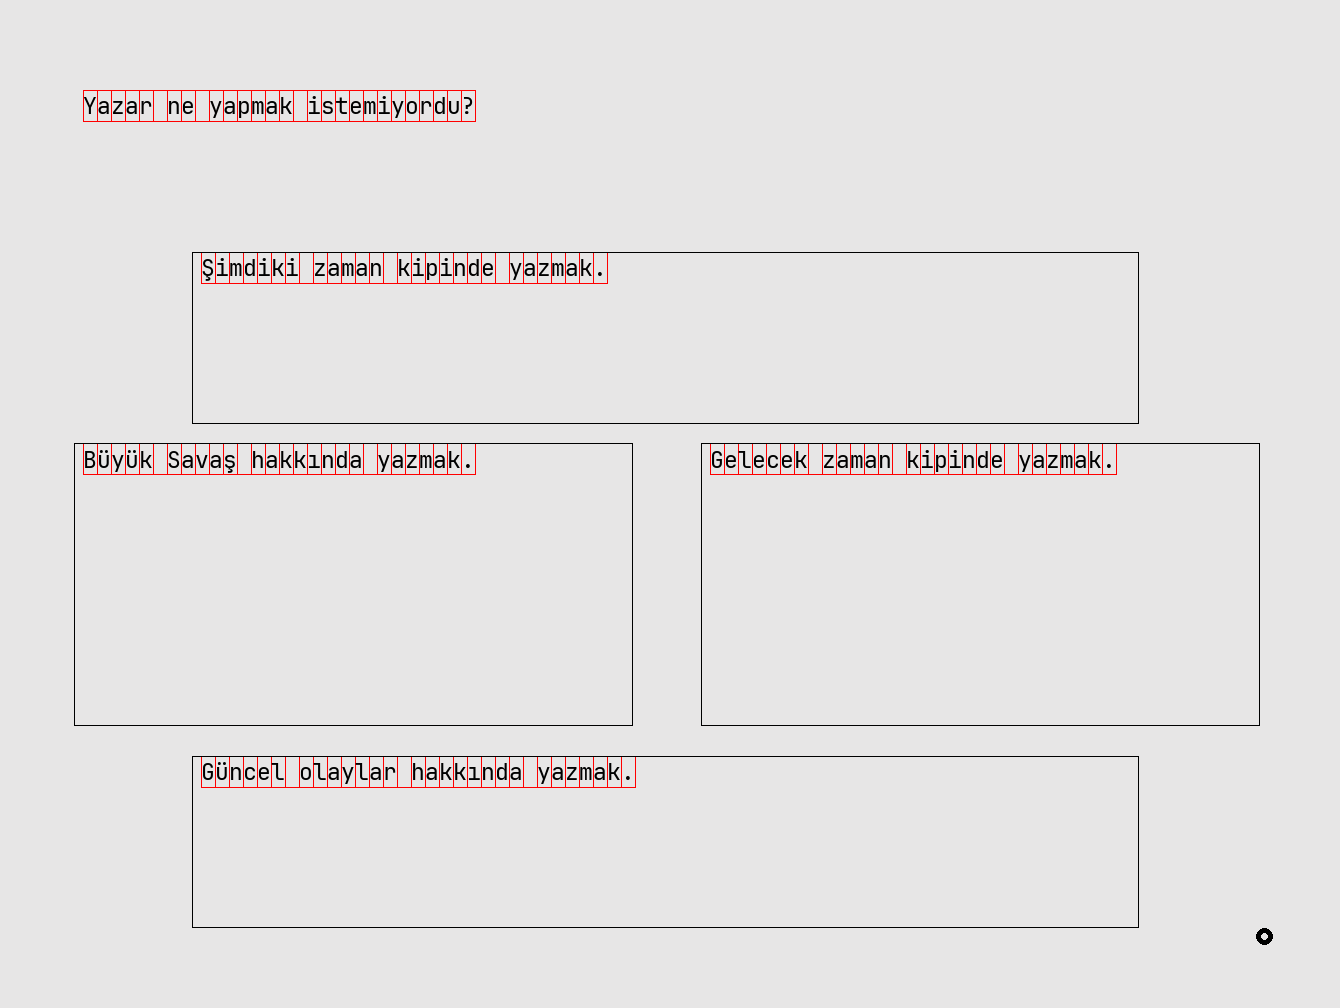 Yazar ne yapmak istemiyordu?
Şimdiki zaman kipinde yazmak.
Büyük Savaş hakkında yazmak.
Gelecek zaman kipinde yazmak.
Güncel olaylar hakkında yazmak.